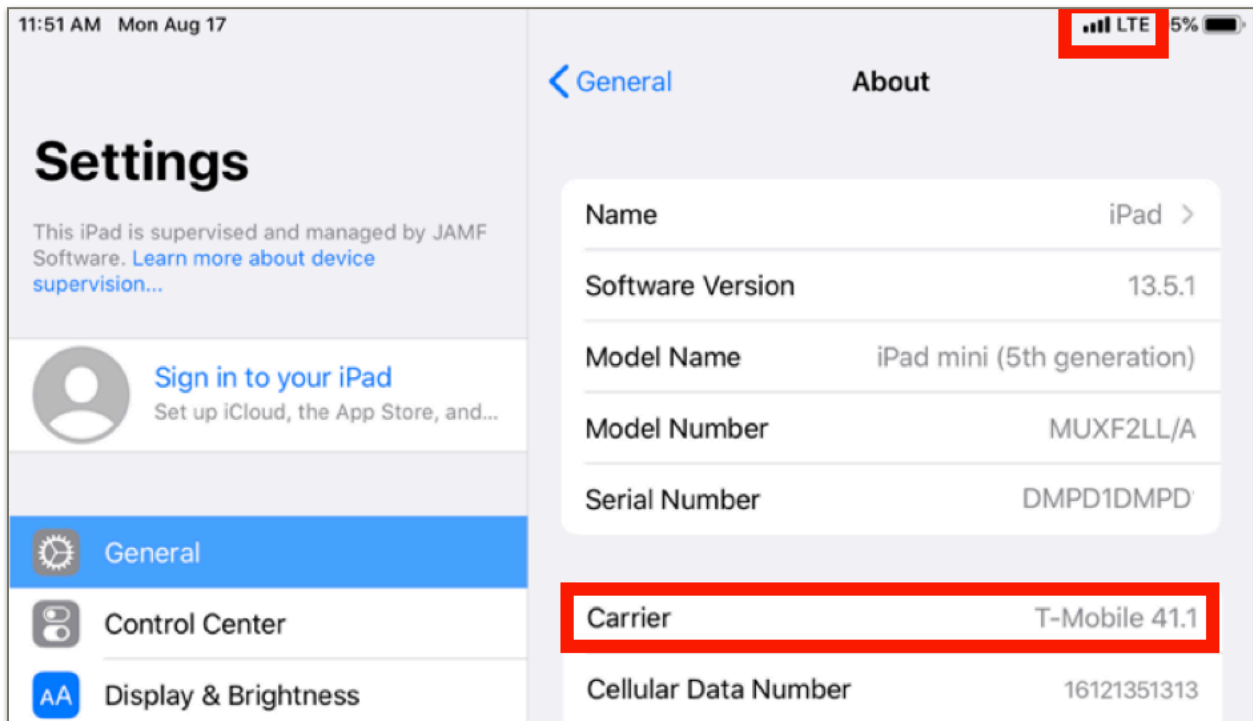 11:51 AM Mon Aug 17
LTE 5%
Settings
This iPad is supervised and managed by JAMF
Software. Learn more about device
supervision...
Sign in to your iPad
Set up iCloud, the App Store, and...
General
Control Center
AA Display & Brightness
General About
Name iPad
Software Version 13.5.1
Model Name iPad mini (5th generation)
Model Number MUXF2LL/A
Serial Number DMPD1DMPD
Carrier T-Mobile 41.1
Cellular Data Number 16121351313